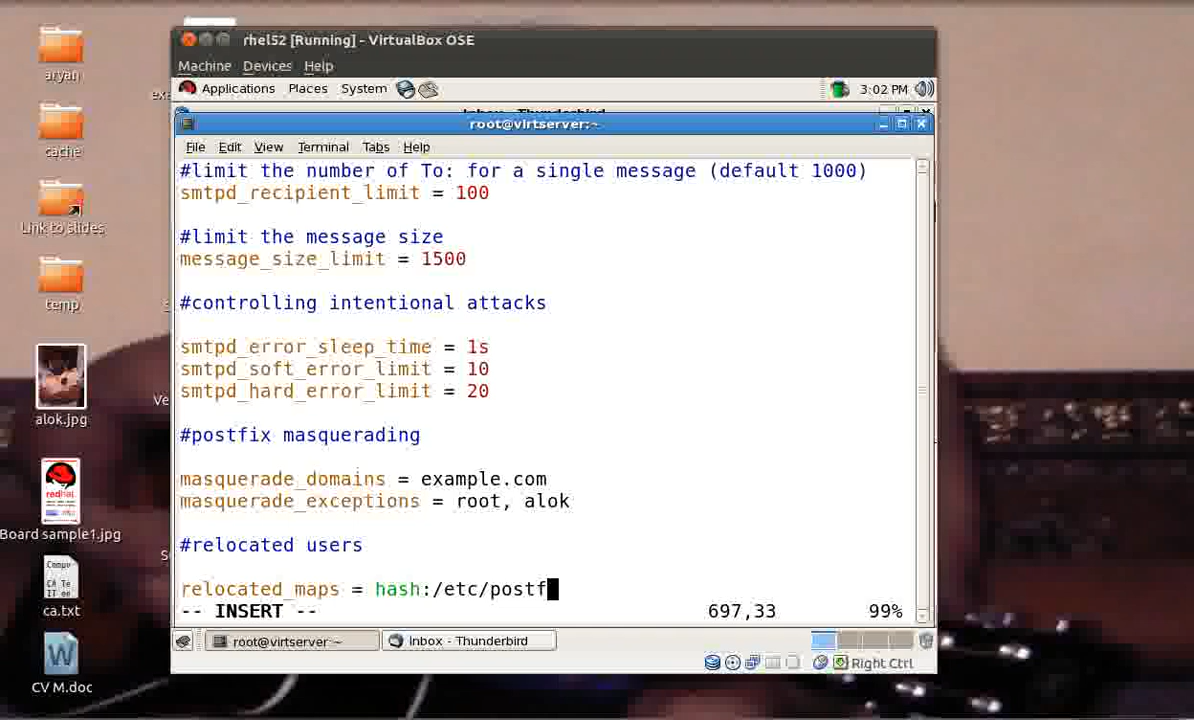 rhel52 [Running] - VirtualBox OSE
Machine Devices Help
Applications Places System 3:02 PM
Inbox - Thunderbird
root@virtserver:~
File Edit View Terminal Tabs Help
#limit the number of To: for a single message (default 1000)
smtpd_recipient_limit = 100
#limit the message size
message_size_limit = 1500
#controlling intentional attacks
smtpd_error_sleep_time = 1s
smtpd_soft_error_limit = 10
smtpd_hard_error_limit = 20
#postfix masquerading
masquerade_domains = example.com
masquerade_exceptions = root, alok
#relocated users
relocated_maps = hash:/etc/postf
-- INSERT -- 697,33 99%
root@virtserver:~ Inbox - Thunderbird
Right Ctrl
aryan
cache
Link to slides
temp
alok.jpg
redhat
Board sample1.jpg
ca.txt
CV M.doc